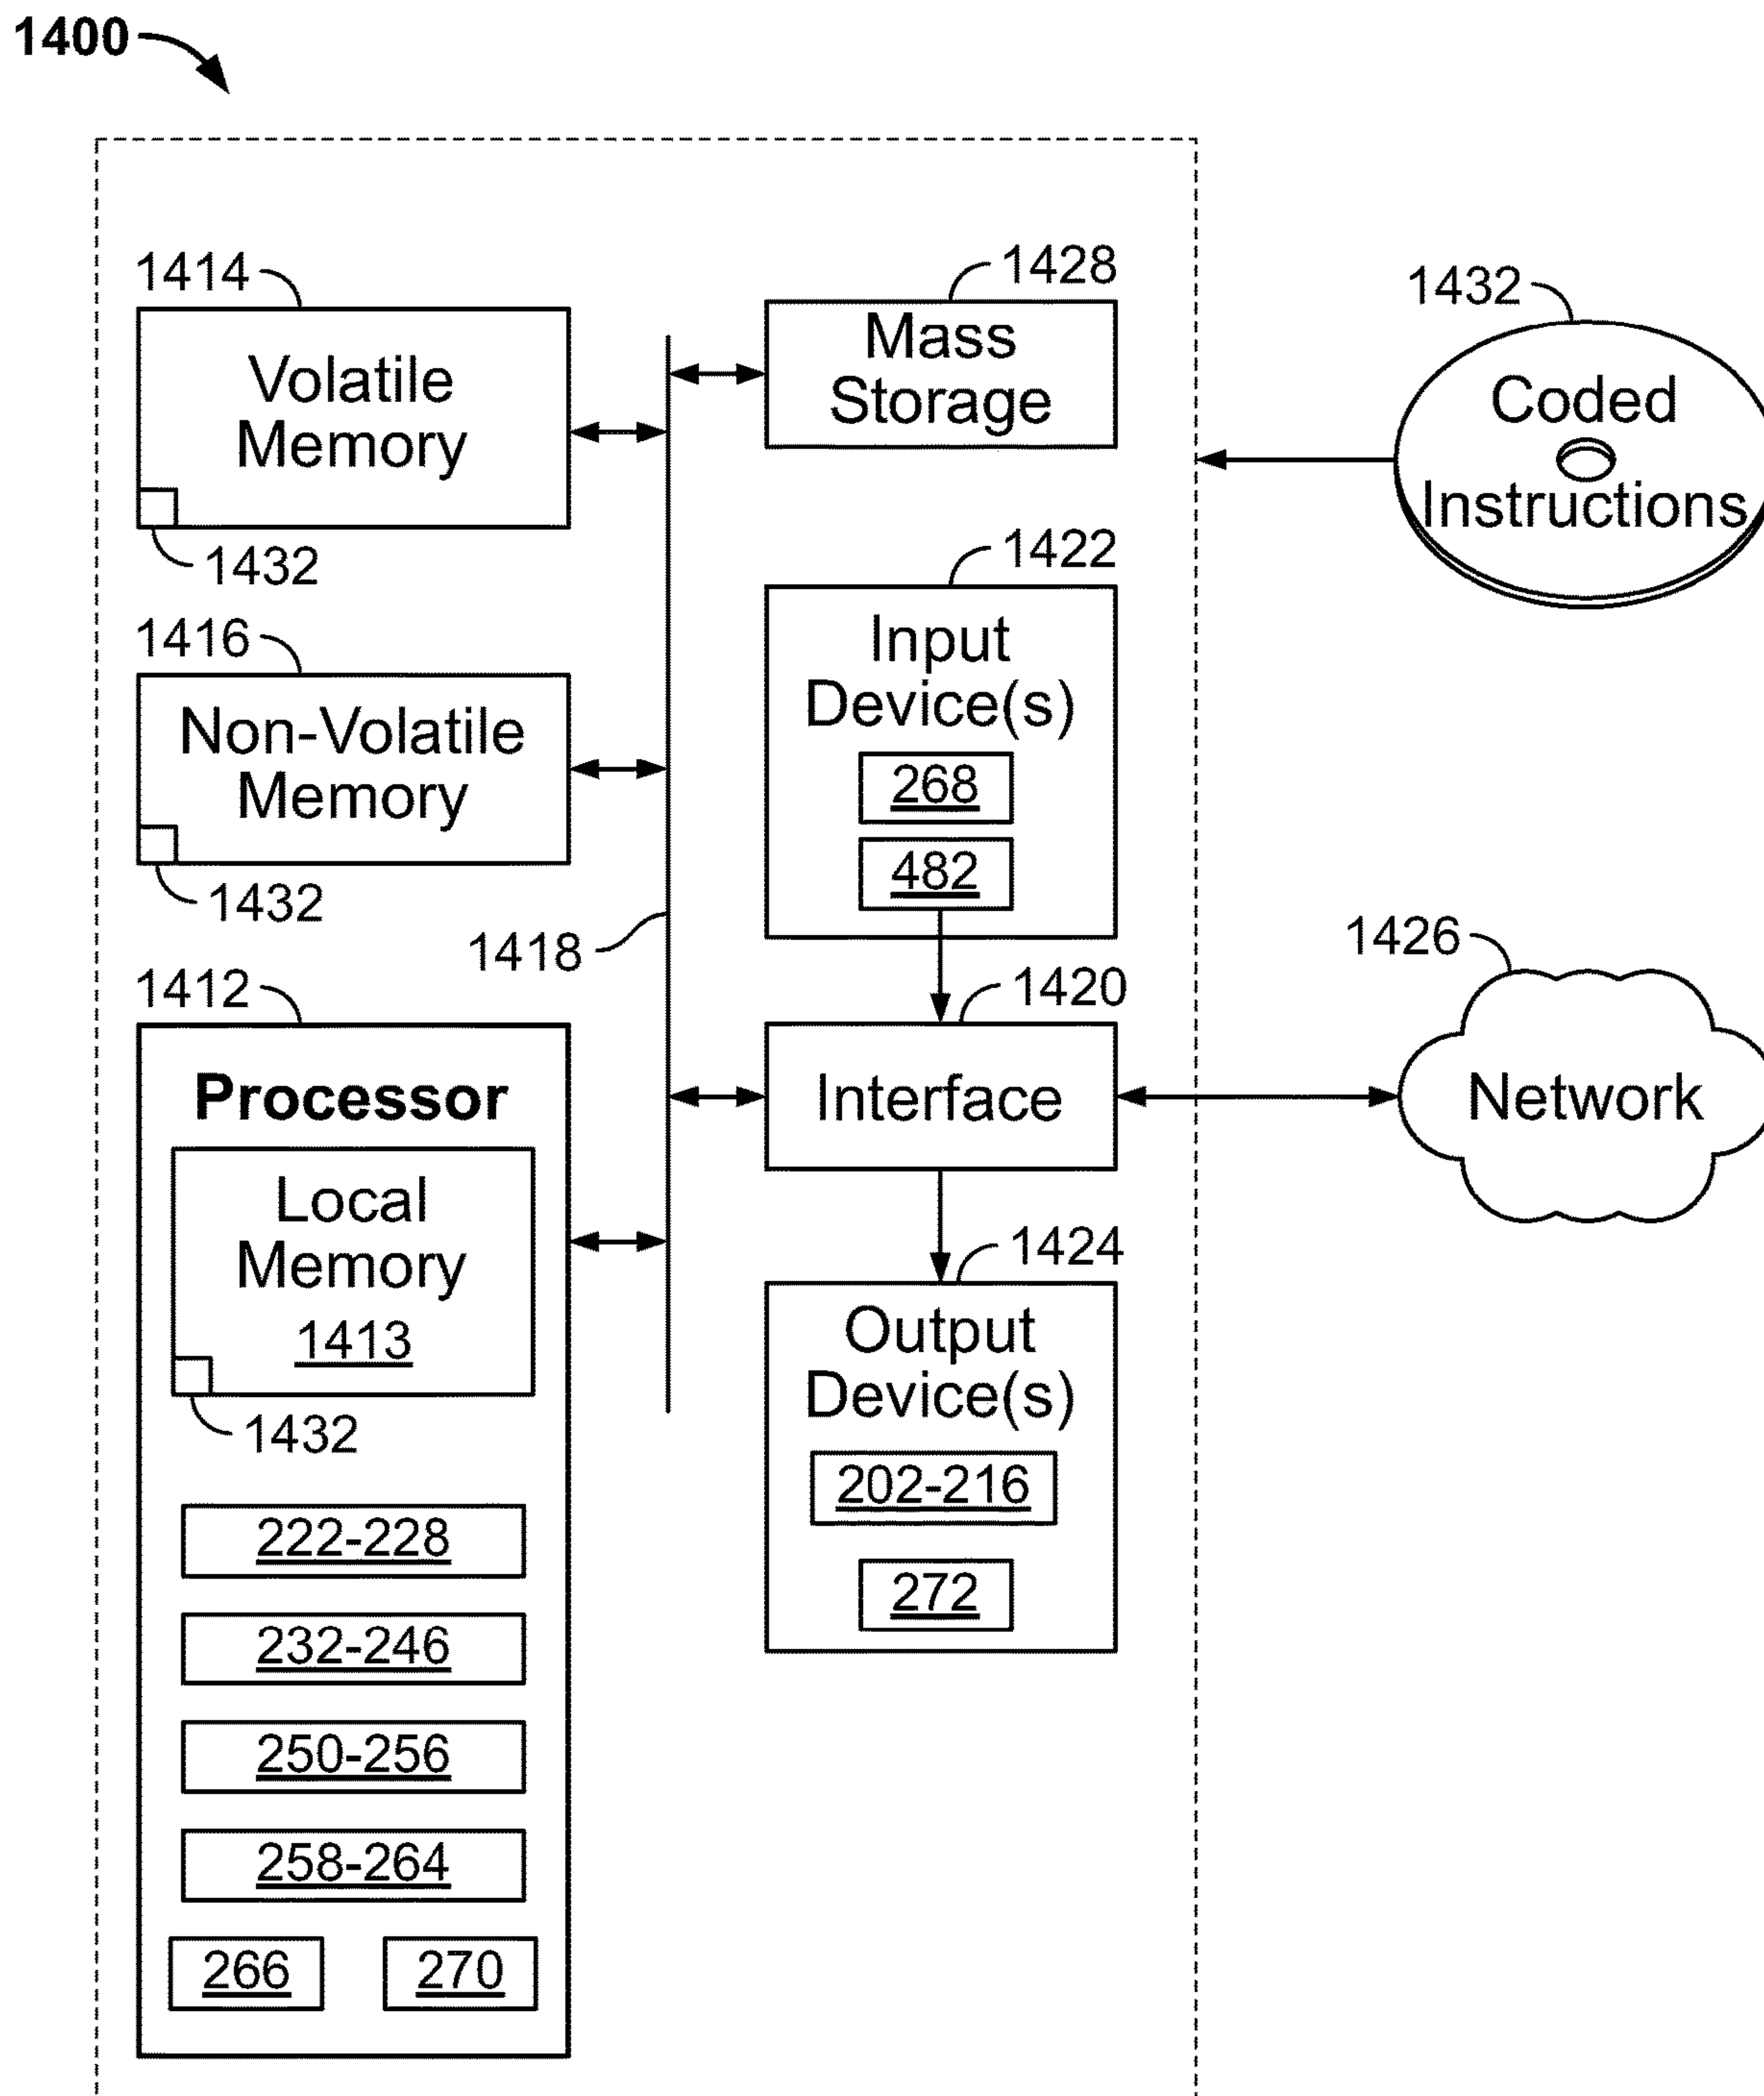 1400
1414
Volatile
Memory
1432
1416
Non-Volatile
Memory
1432
1418
1412
Processor
Local
Memory
1413
1432
222-228
232-246
250-256
258-264
266
270
1428
Mass
Storage
1422
Input
Device(s)
268
482
1420
Interface
1424
Output
Device(s)
202-216
272
1432
Coded
Instructions
1426
Network